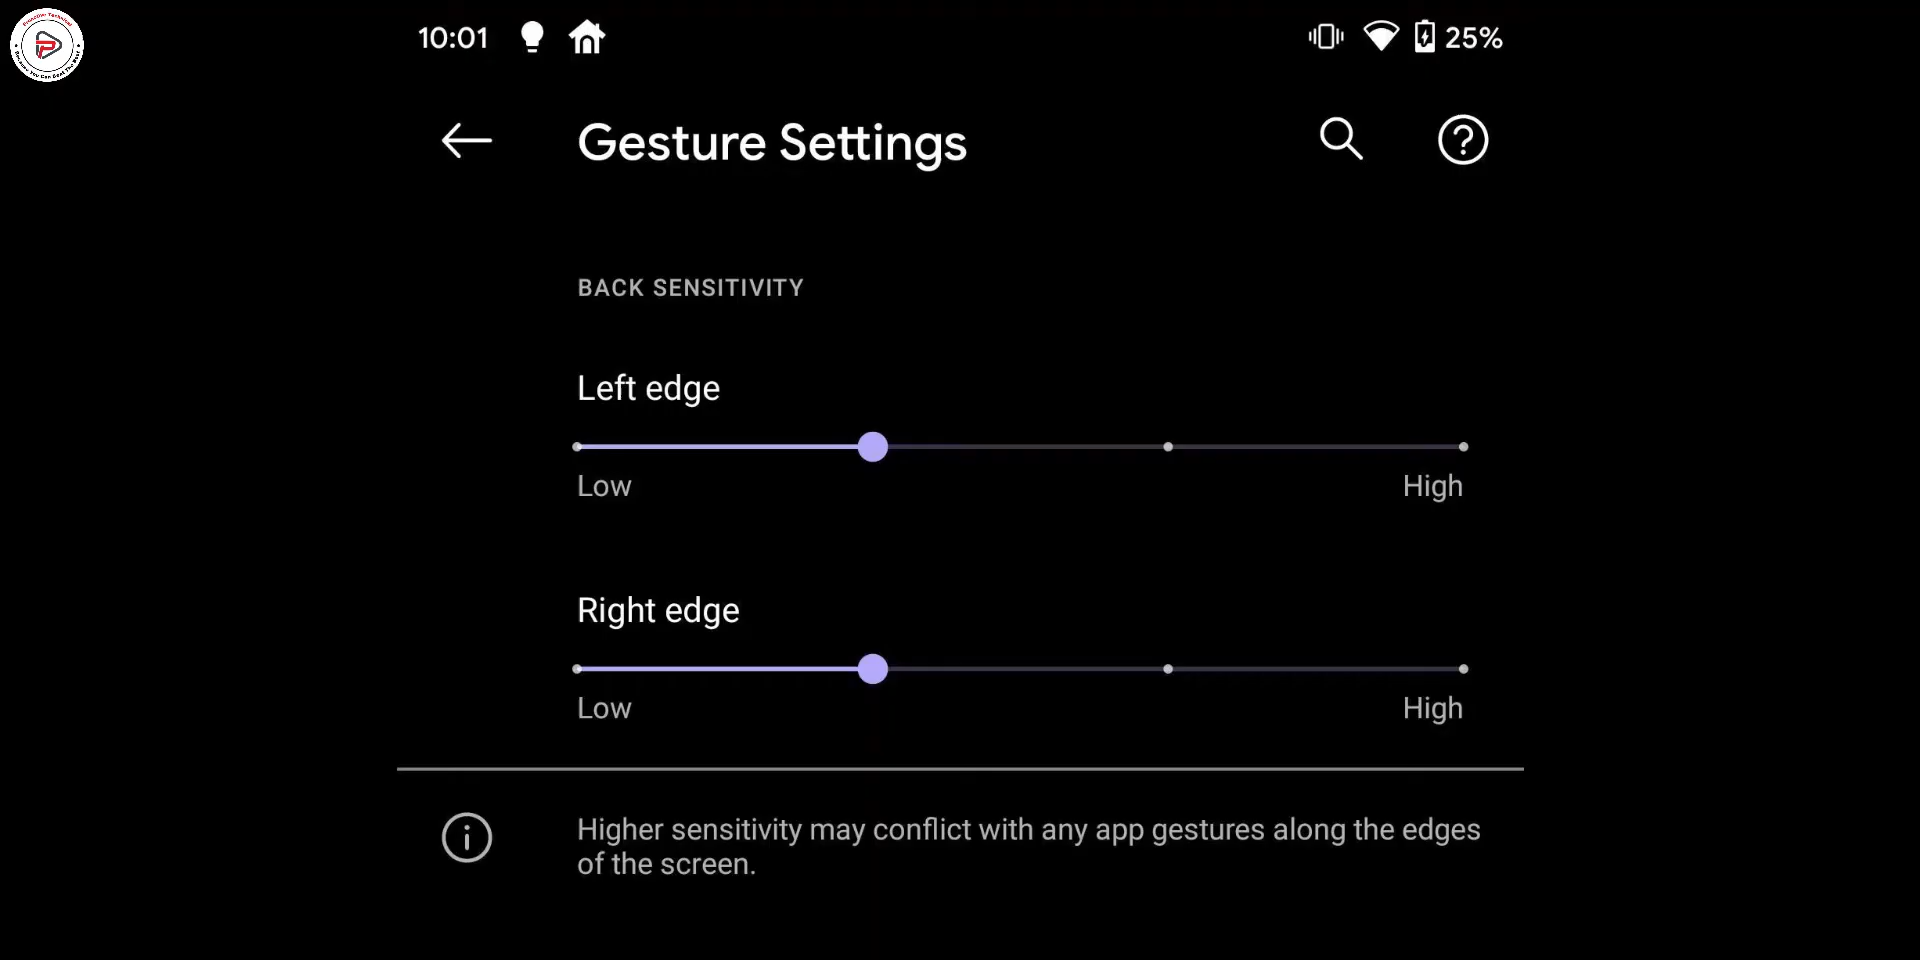 10:01
25%
Gesture Settings
BACK SENSITIVITY
Left edge
Low
High
Right edge
Low
High
Higher sensitivity may conflict with any app gestures along the edges
of the screen.